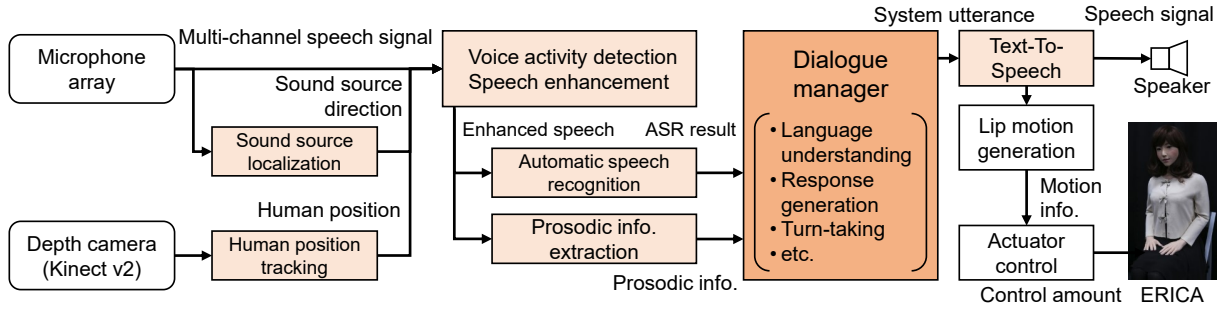 Microphone
array
Multi-channel speech signal
Sound source
direction
Sound source
localization
Human position
Depth camera
(Kinect v2)
Human position
tracking
Voice activity detection
Speech enhancement
Enhanced speech
ASR result
Automatic speech
recognition
Prosodic info.
extraction
Prosodic info.
Dialogue
manager
• Language
understanding
• Response
generation
• Turn-taking
• etc.
System utterance
Text-To-
Speech
Speech signal
Speaker
Lip motion
generation
Motion
info.
Actuator
control
Control amount
ERICA